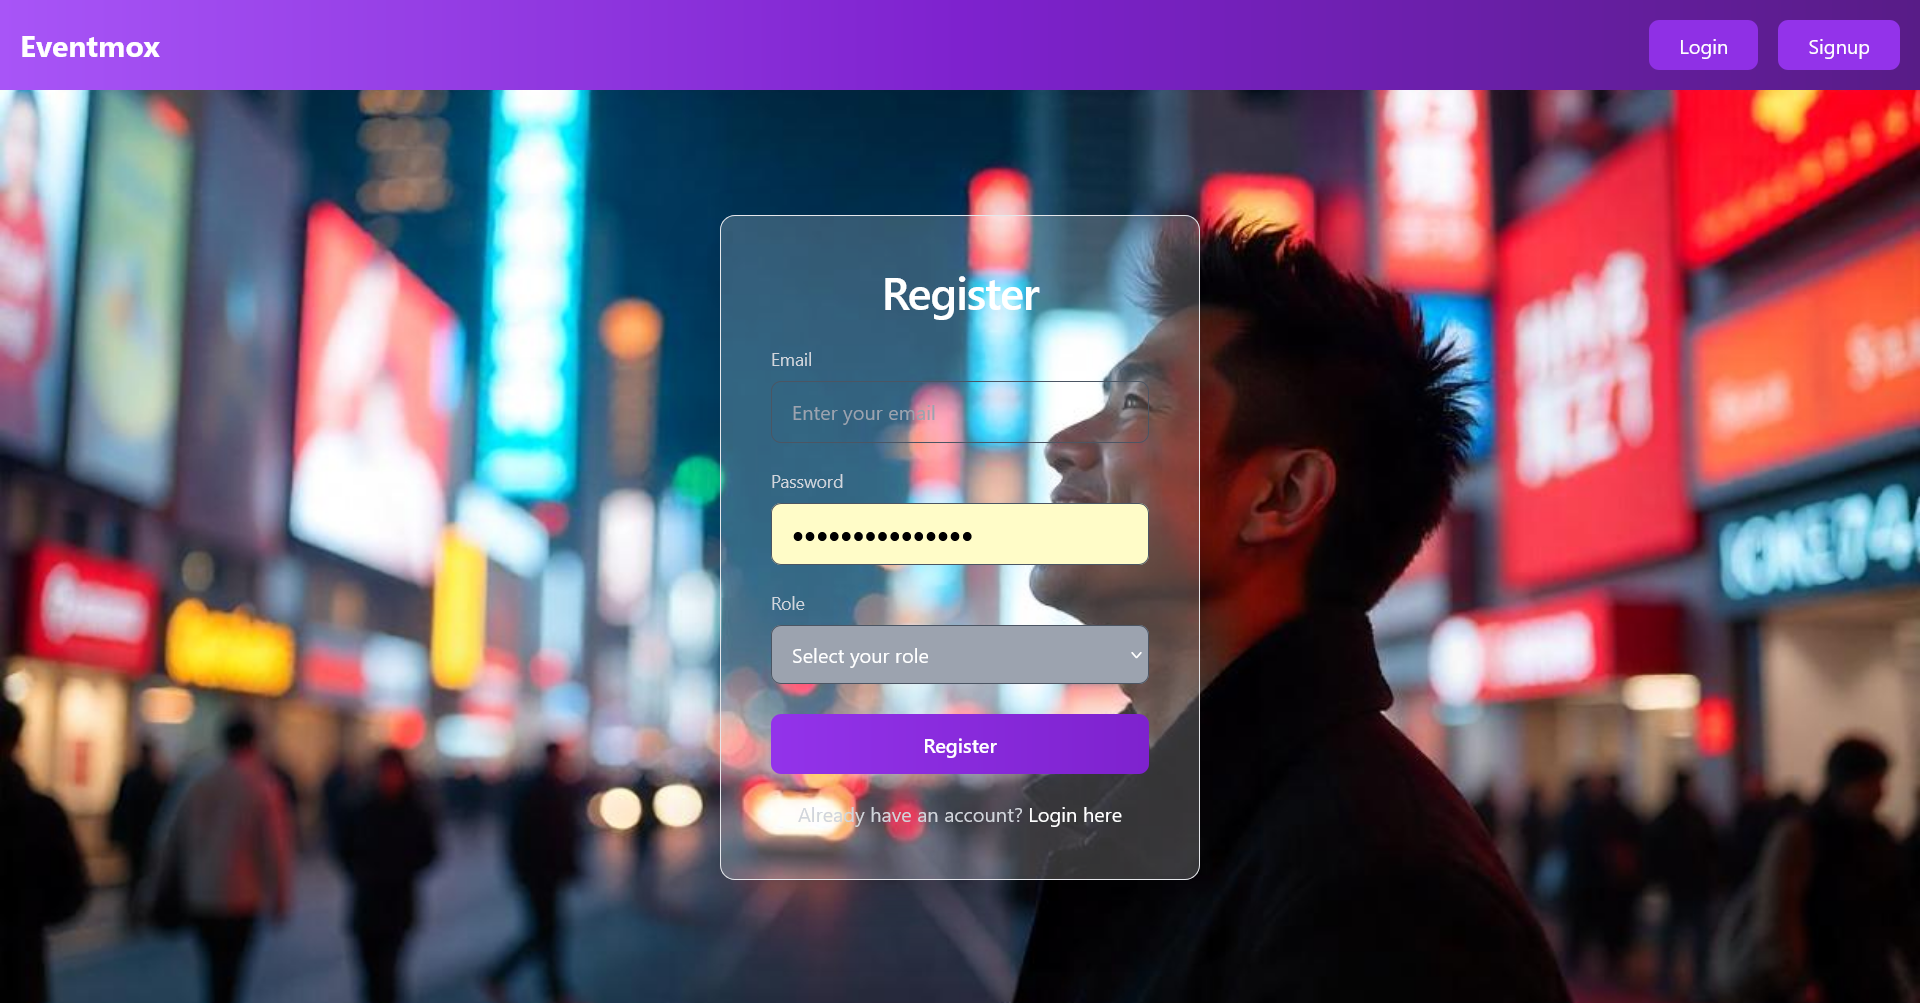 Eventmox
Login
Signup
Register
Email
Enter your email
Password
•••••••••••••••
Role
Select your role
Register
Already have an account? Login here